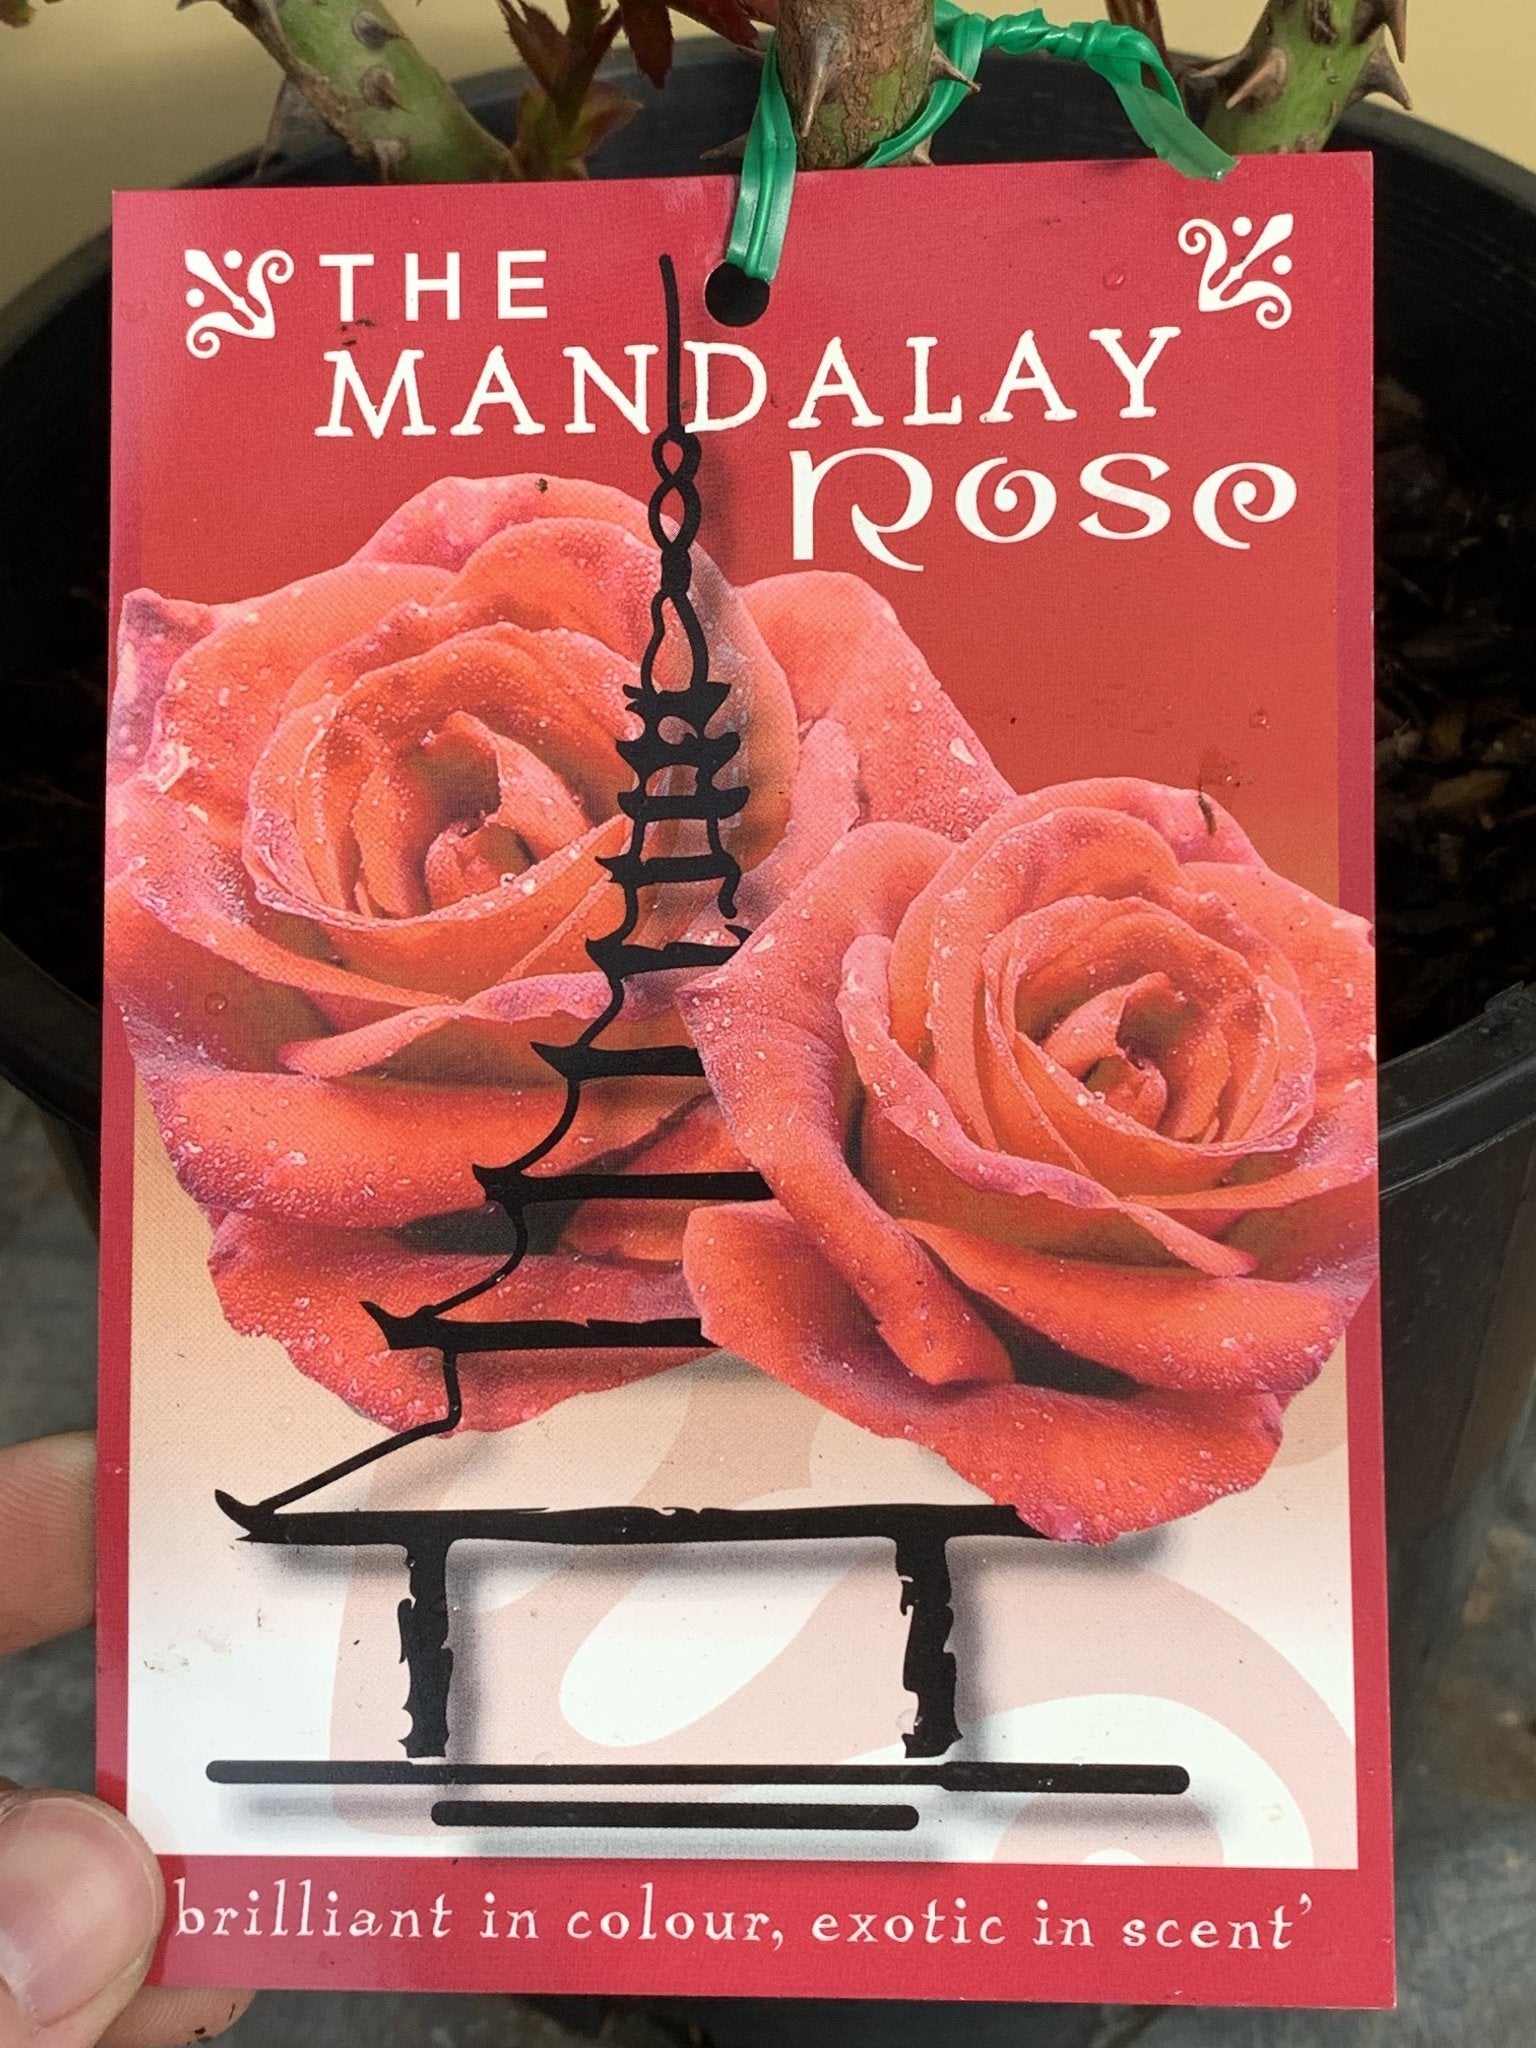 THE
MANDALAY
Rose
brilliant in colour, exotic in scent’